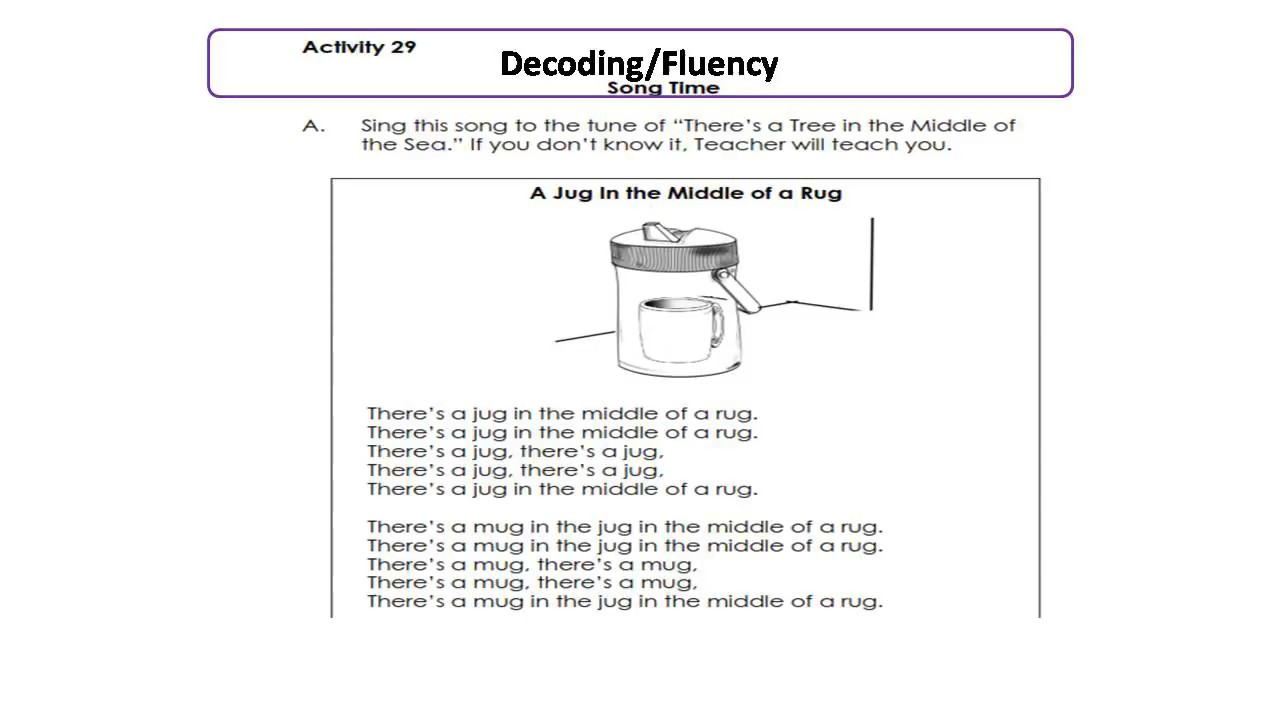 Activity 29
Decoding/Fluency
Song Time
A. Sing this song to the tune of “There’s a Tree in the Middle of
the Sea.” If you don’t know it, Teacher will teach you.
A Jug In the Middle of a Rug
There’s a jug in the middle of a rug.
There’s a jug in the middle of a rug.
There’s a jug, there’s a jug,
There’s a jug, there’s a jug,
There’s a jug in the middle of a rug.
There’s a mug in the jug in the middle of a rug.
There’s a mug in the jug in the middle of a rug.
There’s a mug, there’s a mug,
There’s a mug, there’s a mug,
There’s a mug in the jug in the middle of a rug.